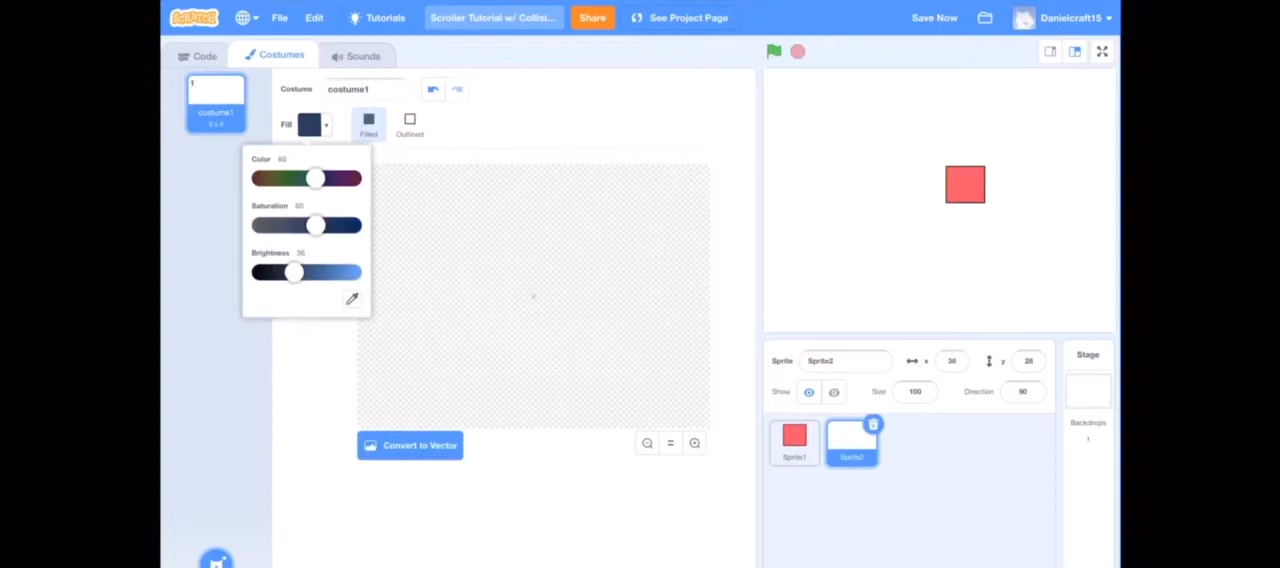 SCRATCH File Edit Tutorials Scroller Tutorial w/ Collisi... Share See Project Page Save Now Danielcraft15
Code Costumes Sounds
1
costume1
0 x 0
Costume costume1
Fill Filled Outlined
Color 60
Saturation 60
Brightness 36
Convert to Vector
Sprite Sprite2 x 36 y 28
Show Size 100 Direction 90
Sprite1 Sprite2
Stage
Backdrops
1